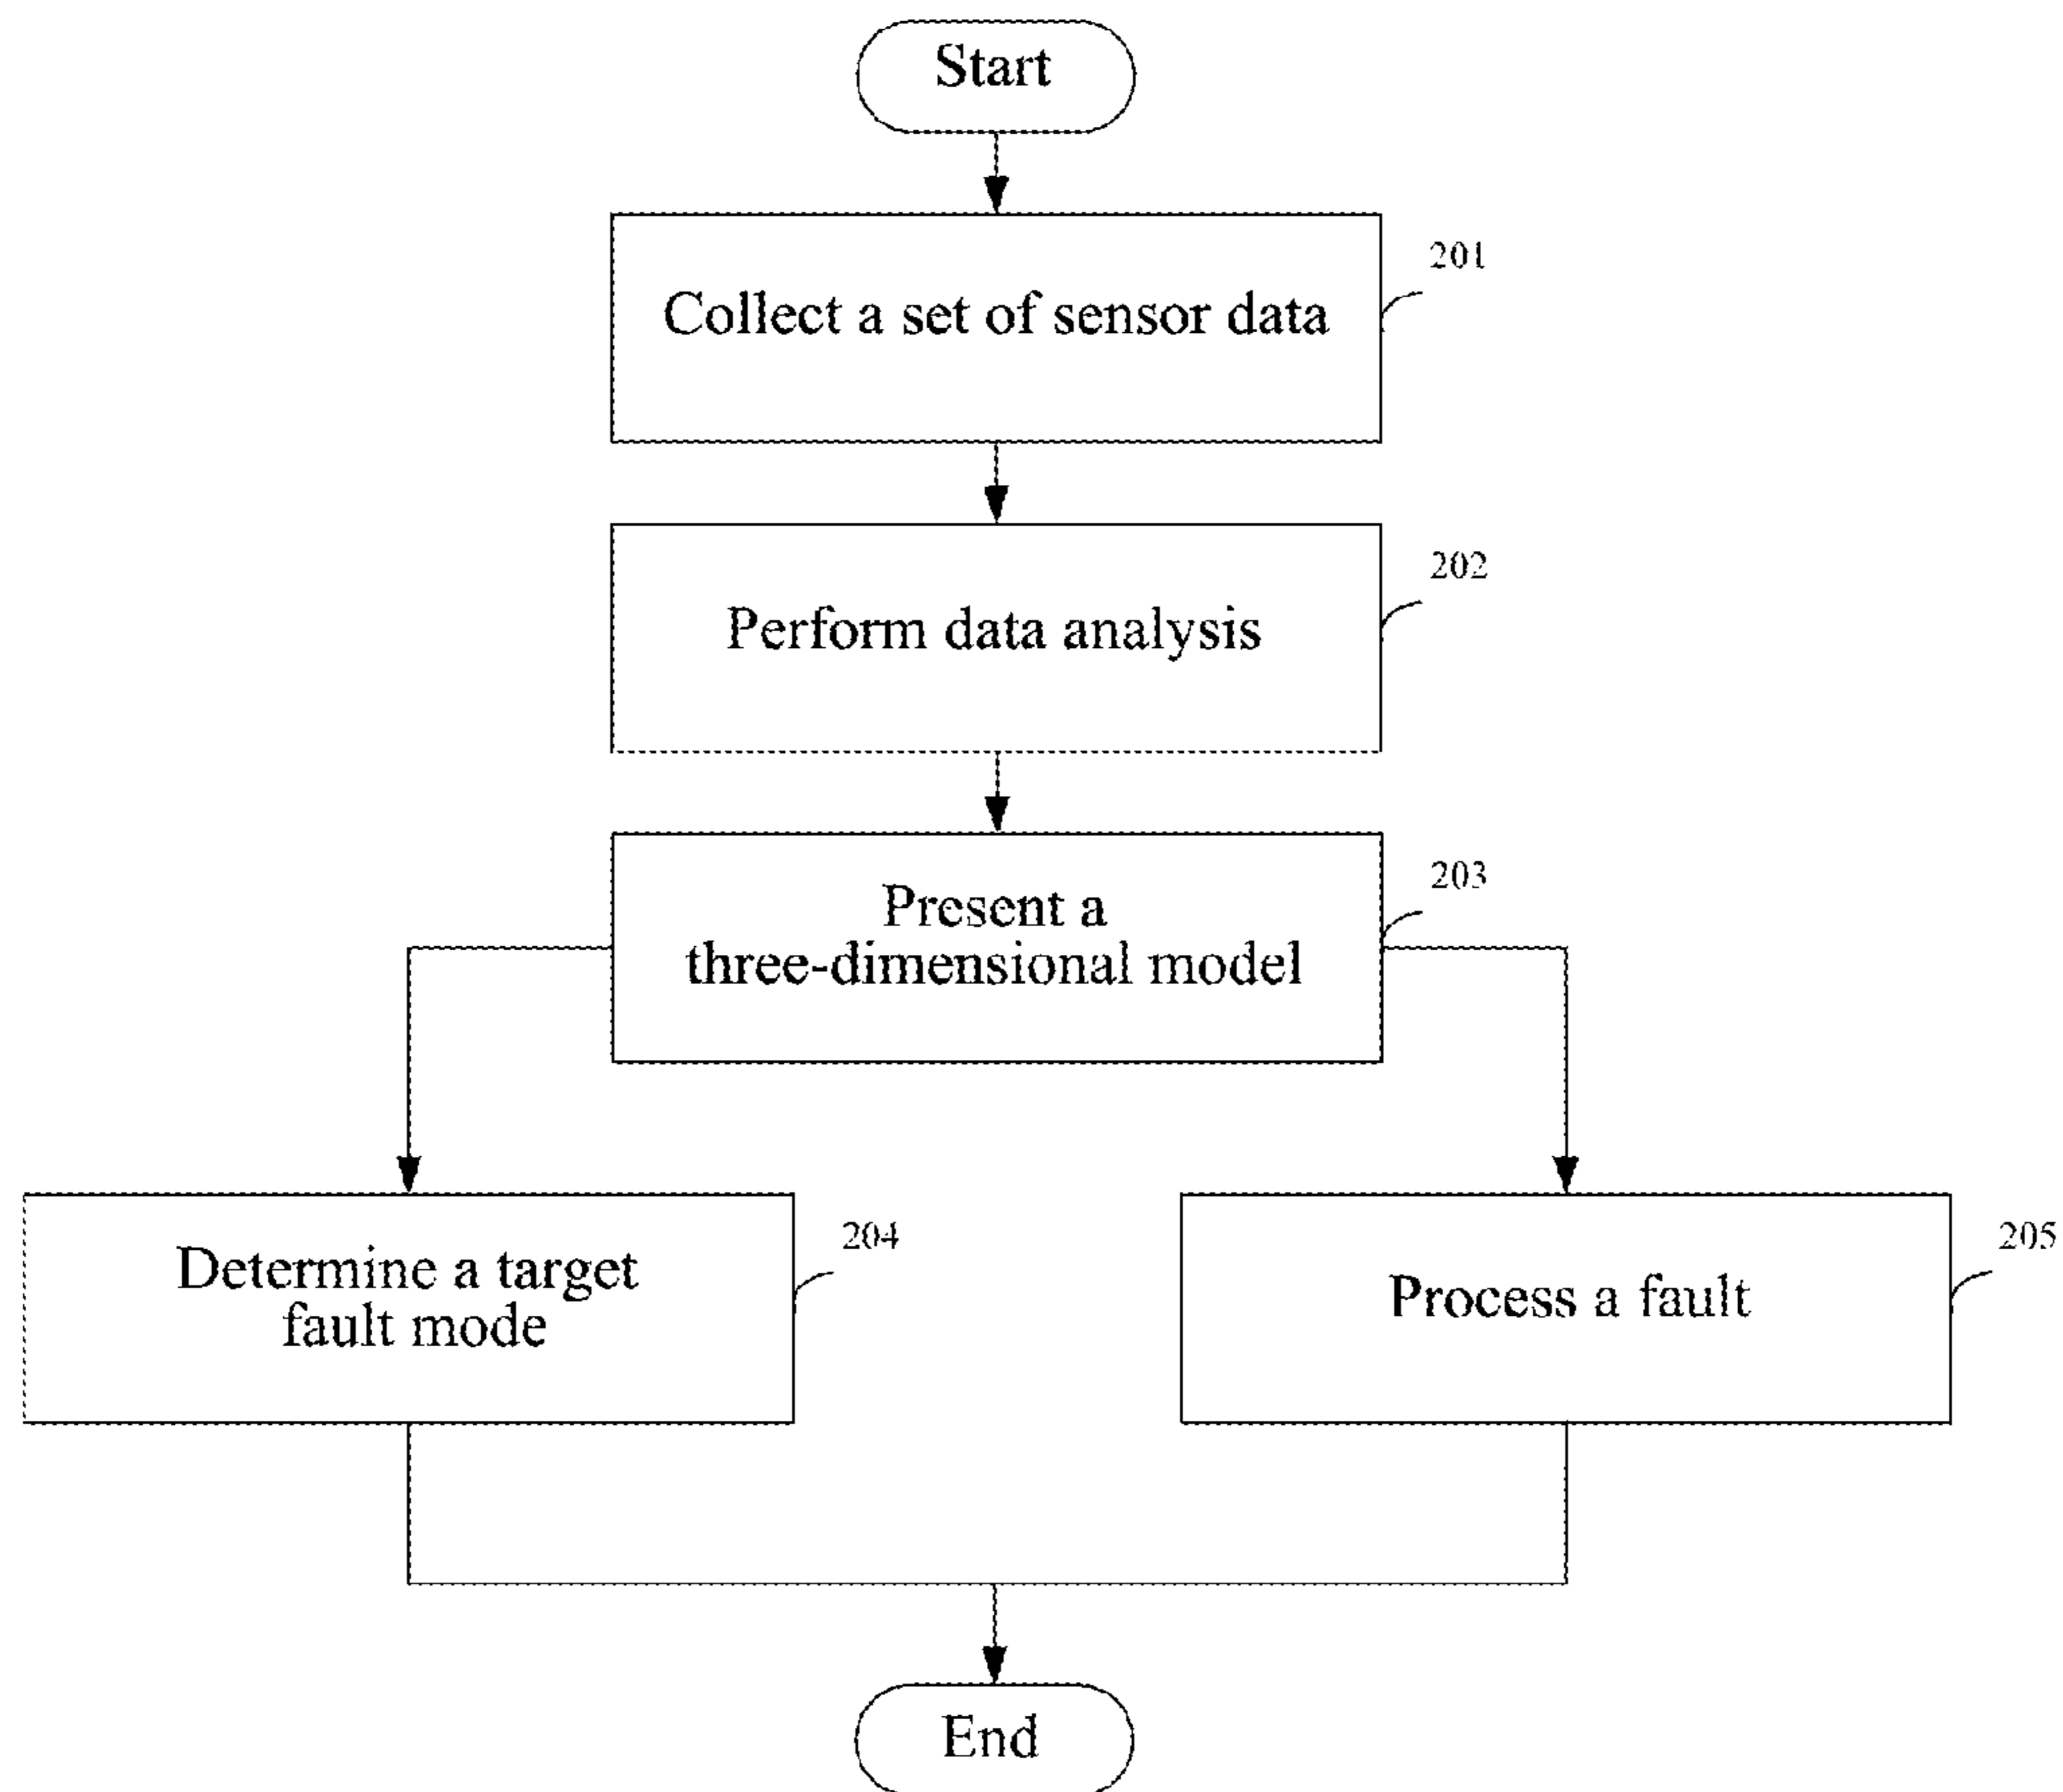 Start
201
Collect a set of sensor data
202
Perform data analysis
203
Present a
three-dimensional model
204
Determine a target
fault mode
205
Process a fault
End